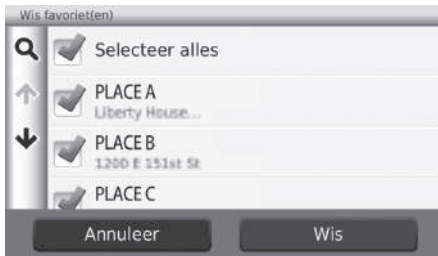 Wis favoriet(en)
Selecteer alles
PLACE A
Liberty House...
PLACE B
1200 E 151st St
PLACE C
Annuleer
Wis